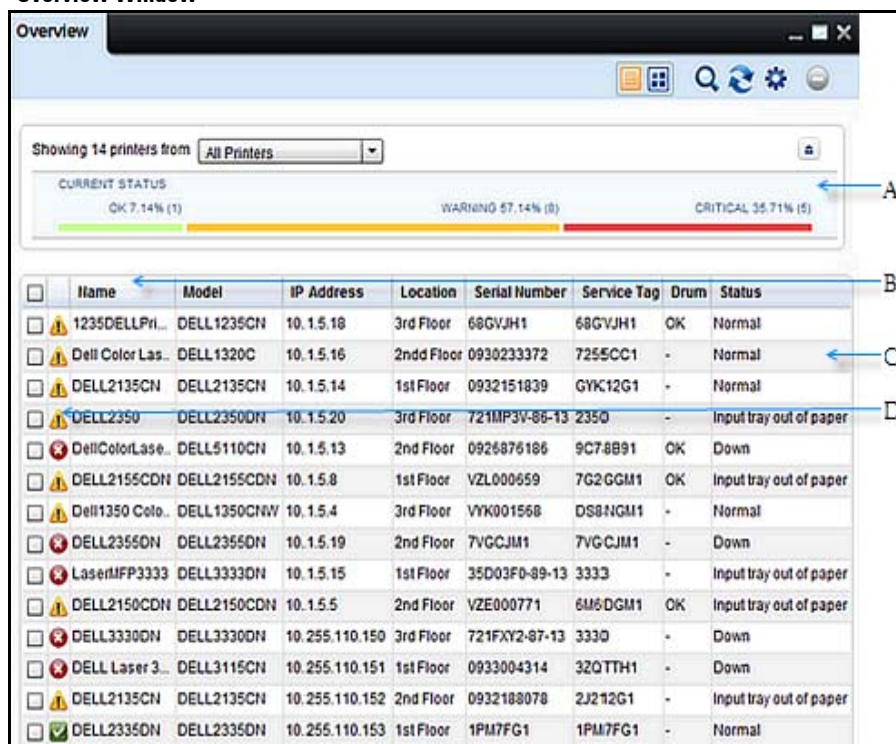 Overview Window
Overview
Showing 14 printers from All Printers
CURRENT STATUS
OK 7.14% (1) WARNING 57.14% (8) CRITICAL 35.71% (5)
A
B
C
D
Name Model IP Address Location Serial Number Service Tag Drum Status
1235DELLPri... DELL1235CN 10.1.5.18 3rd Floor 68GVJH1 68GVJH1 OK Normal
Dell Color Las.. DELL1320C 10.1.5.16 2ndd Floor 0930233372 7255CC1 - Normal
DELL2135CN DELL2135CN 10.1.5.14 1st Floor 0932151839 GYK12G1 - Normal
DELL2350 DELL2350DN 10.1.5.20 3rd Floor 721MP3V-86-13 2350 - Input tray out of paper
DellColorLase.. DELL5110CN 10.1.5.13 2nd Floor 0926876186 9C78B91 OK Down
DELL2155CDN DELL2155CDN 10.1.5.8 1st Floor VZL000659 7G2GGM1 OK Input tray out of paper
Dell1350 Colo.. DELL1350CNW 10.1.5.4 3rd Floor VYK001568 DS8NGM1 - Normal
DELL2355DN DELL2355DN 10.1.5.19 2nd Floor 7VGCJM1 7VGCJM1 - Down
LaserMFP3333 DELL3333DN 10.1.5.15 1st Floor 35D03F0-89-13 3333 - Input tray out of paper
DELL2150CDN DELL2150CDN 10.1.5.5 2nd Floor VZE000771 6M6DGM1 OK Input tray out of paper
DELL3330DN DELL3330DN 10.255.110.150 3rd Floor 721FXY2-87-13 3330 - Down
DELL Laser 3... DELL3115CN 10.255.110.151 1st Floor 0933004314 3ZQTTH1 - Down
DELL2135CN DELL2135CN 10.255.110.152 2nd Floor 0932188078 2J212G1 - Input tray out of paper
DELL2335DN DELL2335DN 10.255.110.153 1st Floor 1PM7FG1 1PM7FG1 - Normal